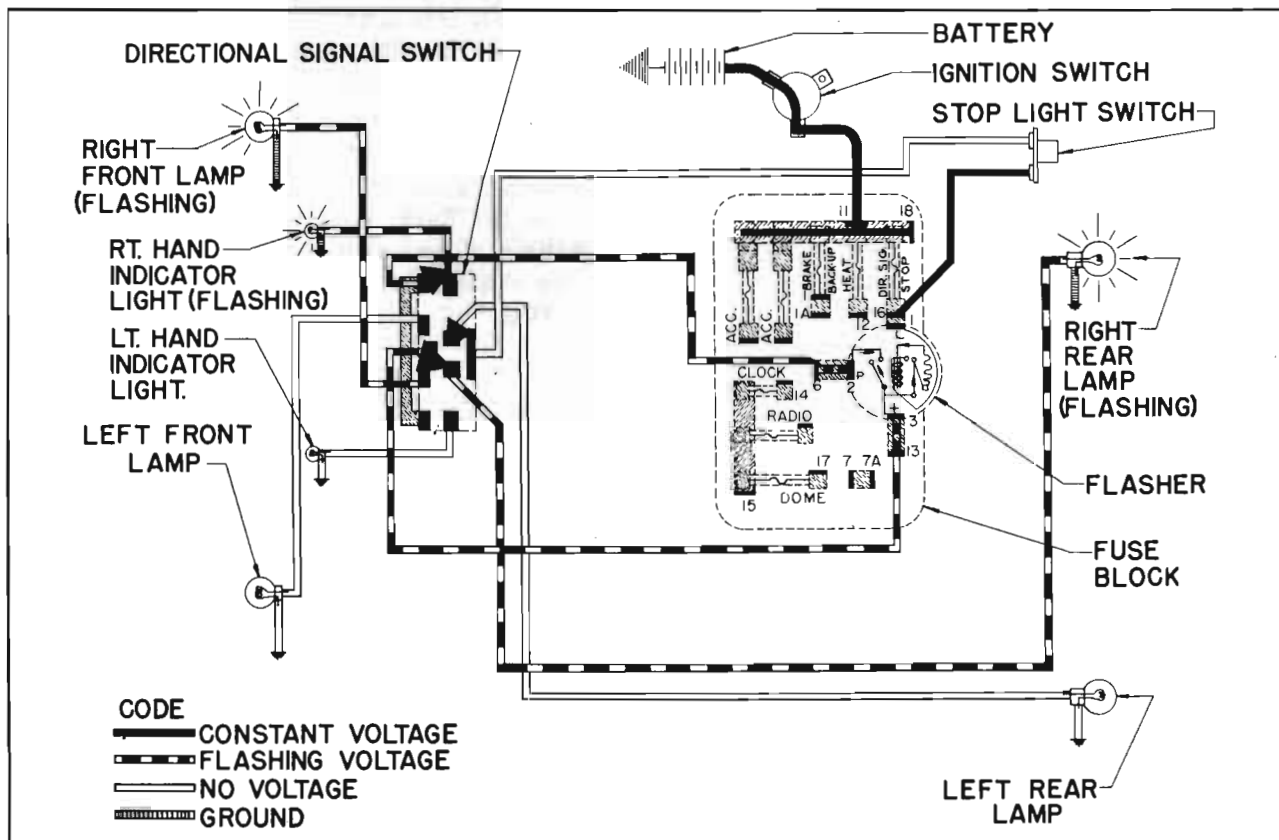 DIRECTIONAL SIGNAL SWITCH
BATTERY
IGNITION SWITCH
STOP LIGHT SWITCH
RIGHT
FRONT LAMP
(FLASHING)
RT. HAND
INDICATOR
LIGHT (FLASHING)
LT. HAND
INDICATOR
LIGHT.
LEFT FRONT
LAMP
11
18
ACC.
ACC.
BRAKE
BACK UP
HEAT
DIR. SIG.
STOP
1A
12
16
1
C
CLOCK
6
2
P
14
RADIO
+
3
13
17
7
7A
15
DOME
RIGHT
REAR
LAMP
(FLASHING)
FLASHER
FUSE
BLOCK
LEFT REAR
LAMP
CODE
CONSTANT VOLTAGE
FLASHING VOLTAGE
NO VOLTAGE
GROUND